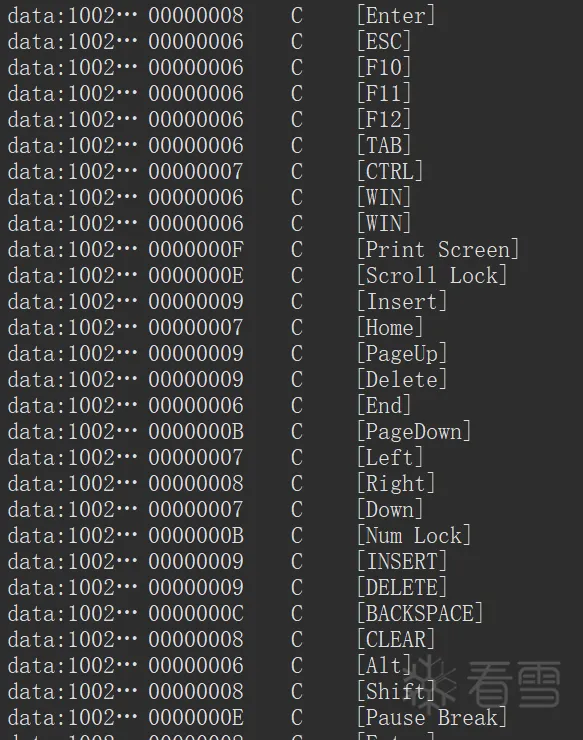 data:1002… 00000008 C [Enter]
data:1002… 00000006 C [ESC]
data:1002… 00000006 C [F10]
data:1002… 00000006 C [F11]
data:1002… 00000006 C [F12]
data:1002… 00000006 C [TAB]
data:1002… 00000007 C [CTRL]
data:1002… 00000006 C [WIN]
data:1002… 00000006 C [WIN]
data:1002… 0000000F C [Print Screen]
data:1002… 0000000E C [Scroll Lock]
data:1002… 00000009 C [Insert]
data:1002… 00000007 C [Home]
data:1002… 00000009 C [PageUp]
data:1002… 00000009 C [Delete]
data:1002… 00000006 C [End]
data:1002… 0000000B C [PageDown]
data:1002… 00000007 C [Left]
data:1002… 00000008 C [Right]
data:1002… 00000007 C [Down]
data:1002… 0000000B C [Num Lock]
data:1002… 00000009 C [INSERT]
data:1002… 00000009 C [DELETE]
data:1002… 0000000C C [BACKSPACE]
data:1002… 00000008 C [CLEAR]
data:1002… 00000006 C [Alt]
data:1002… 00000008 C [Shift]
看雪
data:1002… 0000000E C [Pause Break]